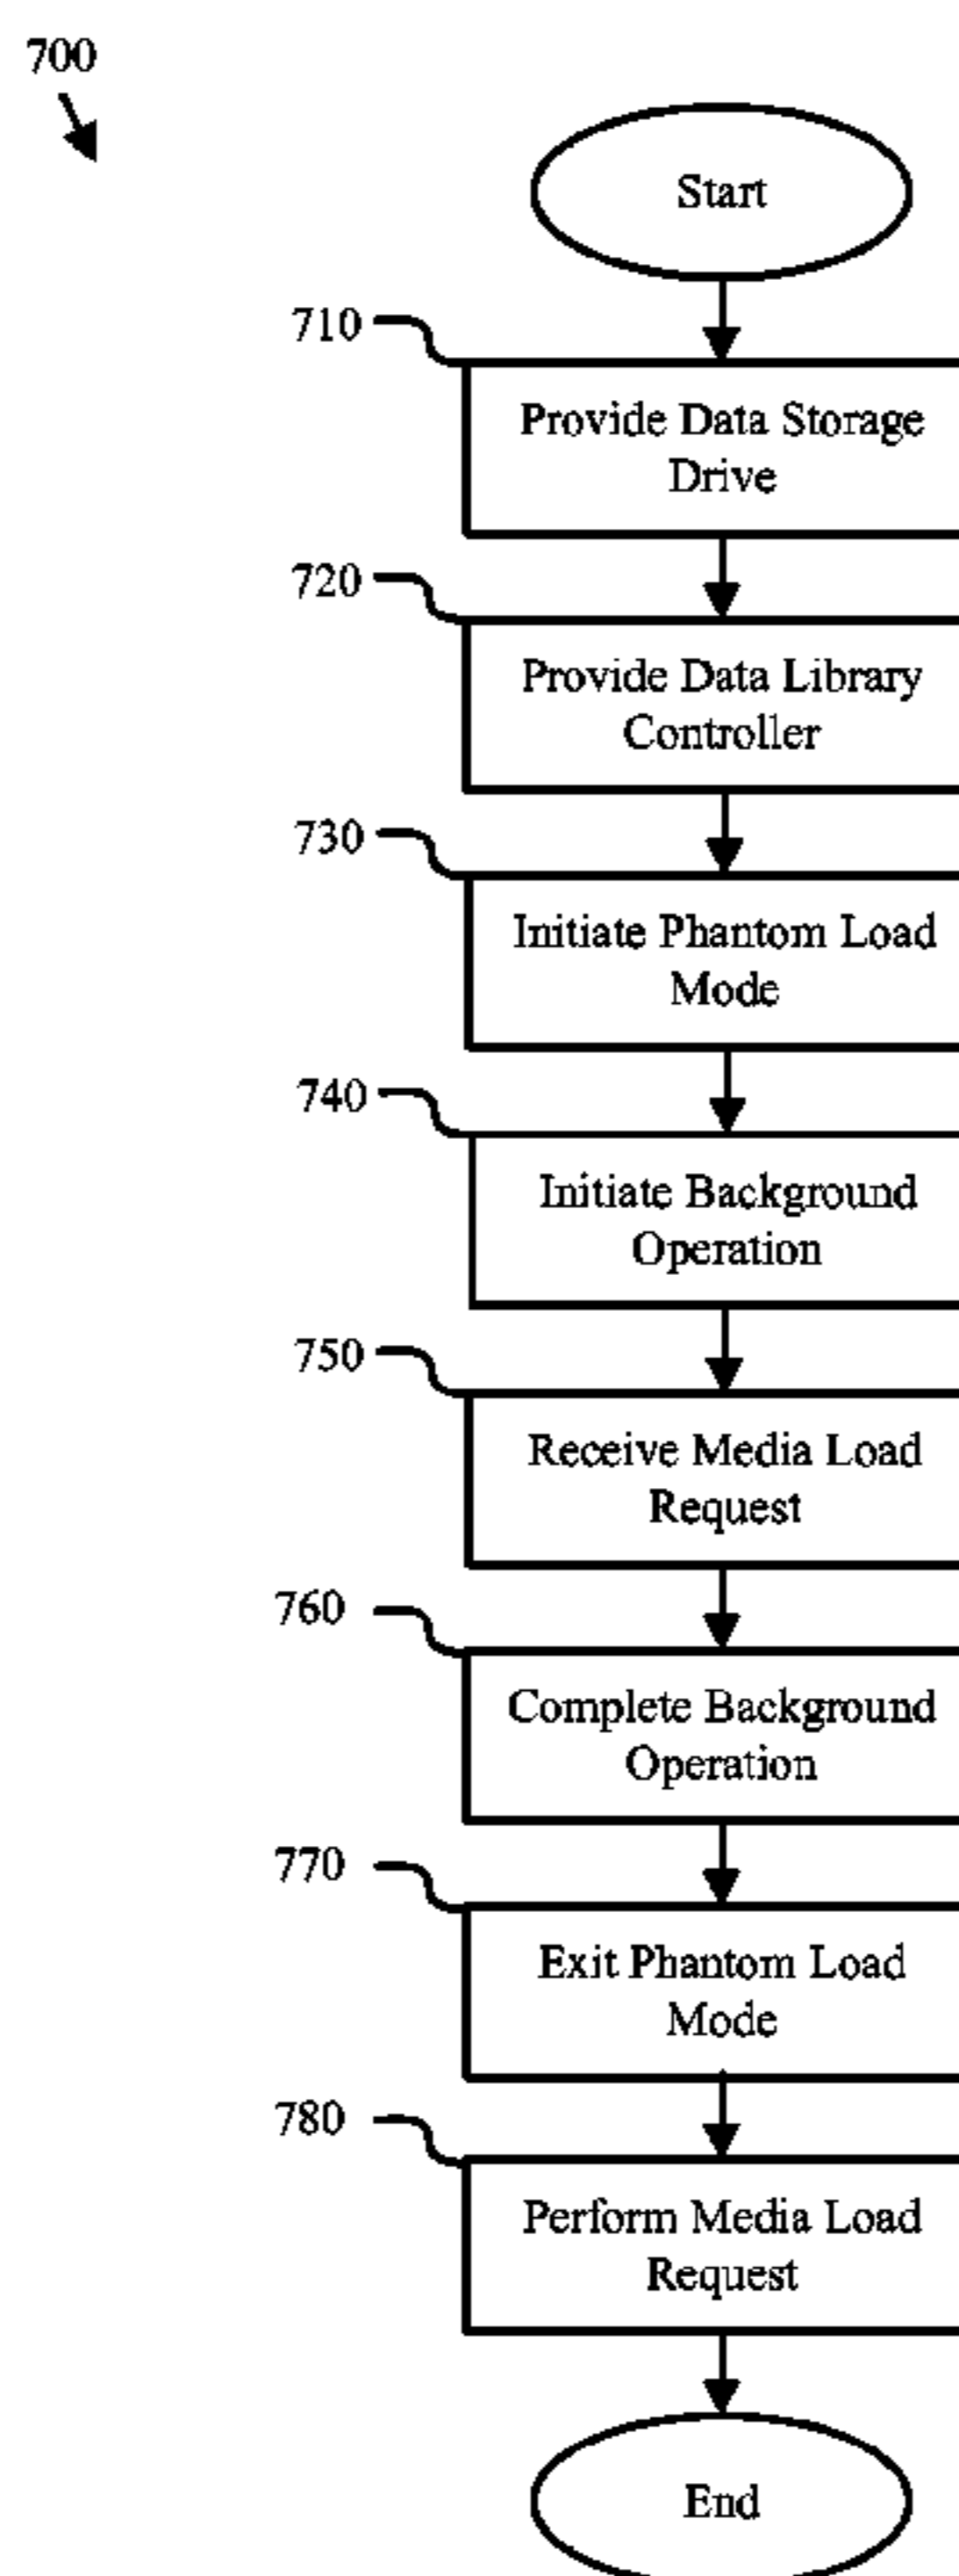 700
Start
710
Provide Data Storage
Drive
720
Provide Data Library
Controller
730
Initiate Phantom Load
Mode
740
Initiate Background
Operation
750
Receive Media Load
Request
760
Complete Background
Operation
770
Exit Phantom Load
Mode
780
Perform Media Load
Request
End